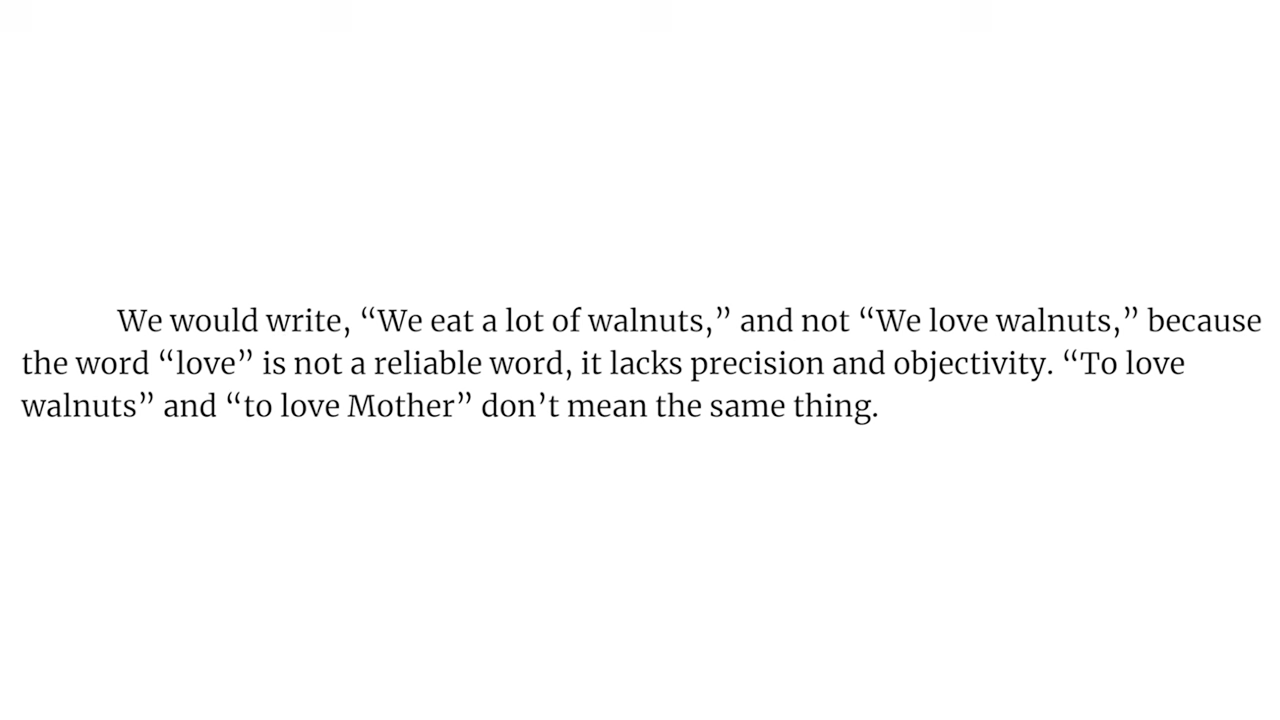 We would write, “We eat a lot of walnuts,” and not “We love walnuts,” because
the word “love” is not a reliable word, it lacks precision and objectivity. “To love
walnuts” and “to love Mother” don’t mean the same thing.